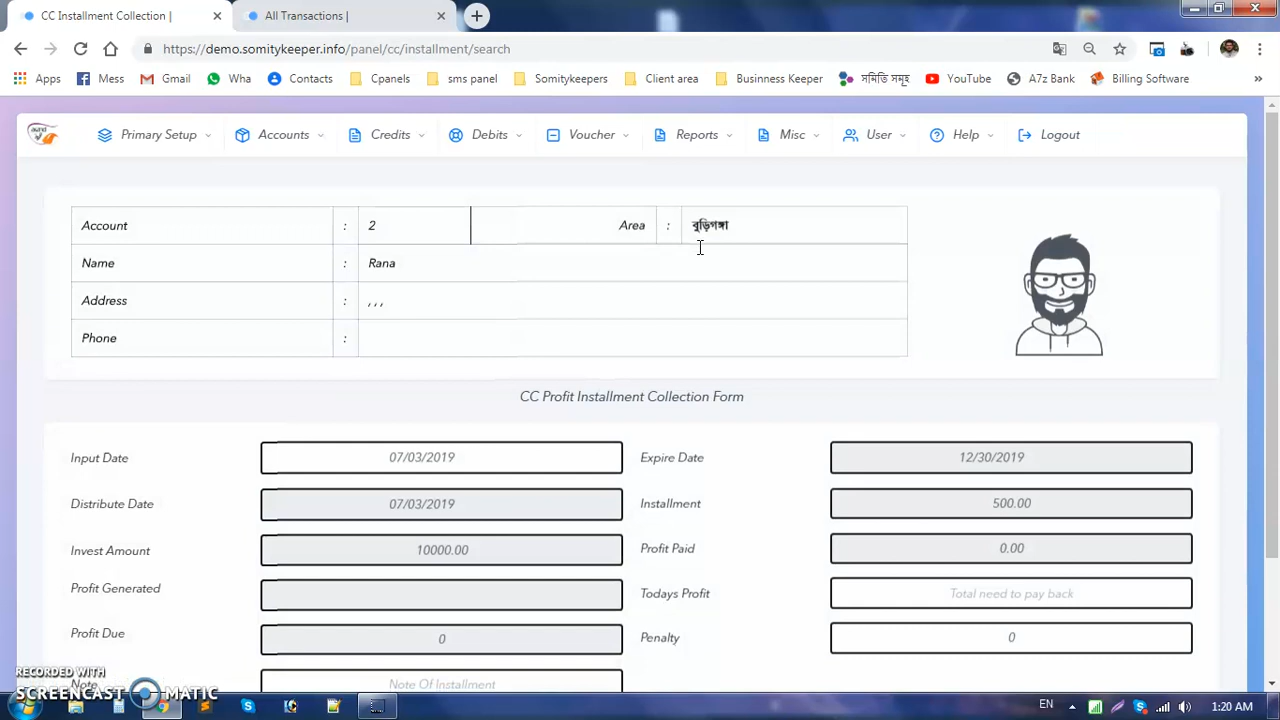 CC Installment Collection |
All Transactions |
https://demo.somitykeeper.info/panel/cc/installment/search
Apps Mess Gmail Wha Contacts Cpanels sms panel Somitykeepers Client area Businness Keeper সমিতি সমূহ YouTube A7z Bank Billing Software »
Primary Setup Accounts Credits Debits Voucher Reports Misc User Help Logout
Account : 2 Area : বুড়িগঙ্গা
Name : Rana
Address : , , ,
Phone :
CC Profit Installment Collection Form
Input Date 07/03/2019 Expire Date 12/30/2019
Distribute Date 07/03/2019 Installment 500.00
Invest Amount 10000.00 Profit Paid 0.00
Profit Generated Todays Profit Total need to pay back
Profit Due 0 Penalty 0
Note Note Of Installment
RECORDED WITH
SCREENCAST MATIC
EN 1:20 AM